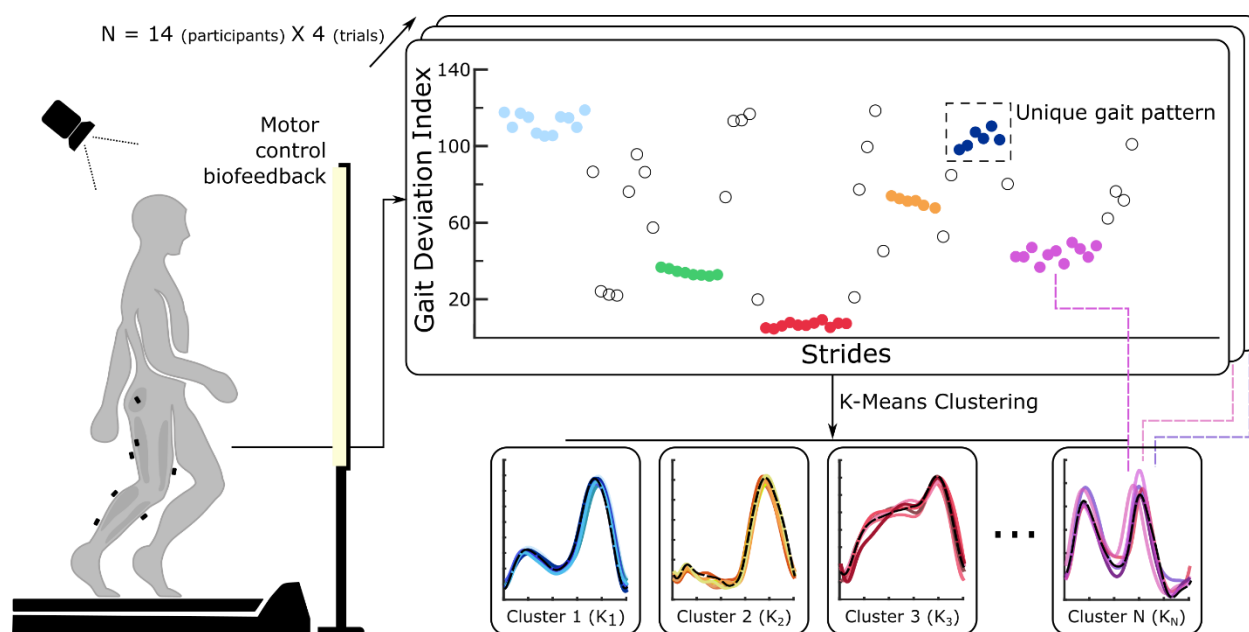 N = 14 (participants) X 4 (trials)
Motor
control
biofeedback
Gait Deviation Index
140
100
60
20
Unique gait pattern
Strides
K-Means Clustering
Cluster 1 (K1)
Cluster 2 (K2)
Cluster 3 (K3)
...
Cluster N (KN)